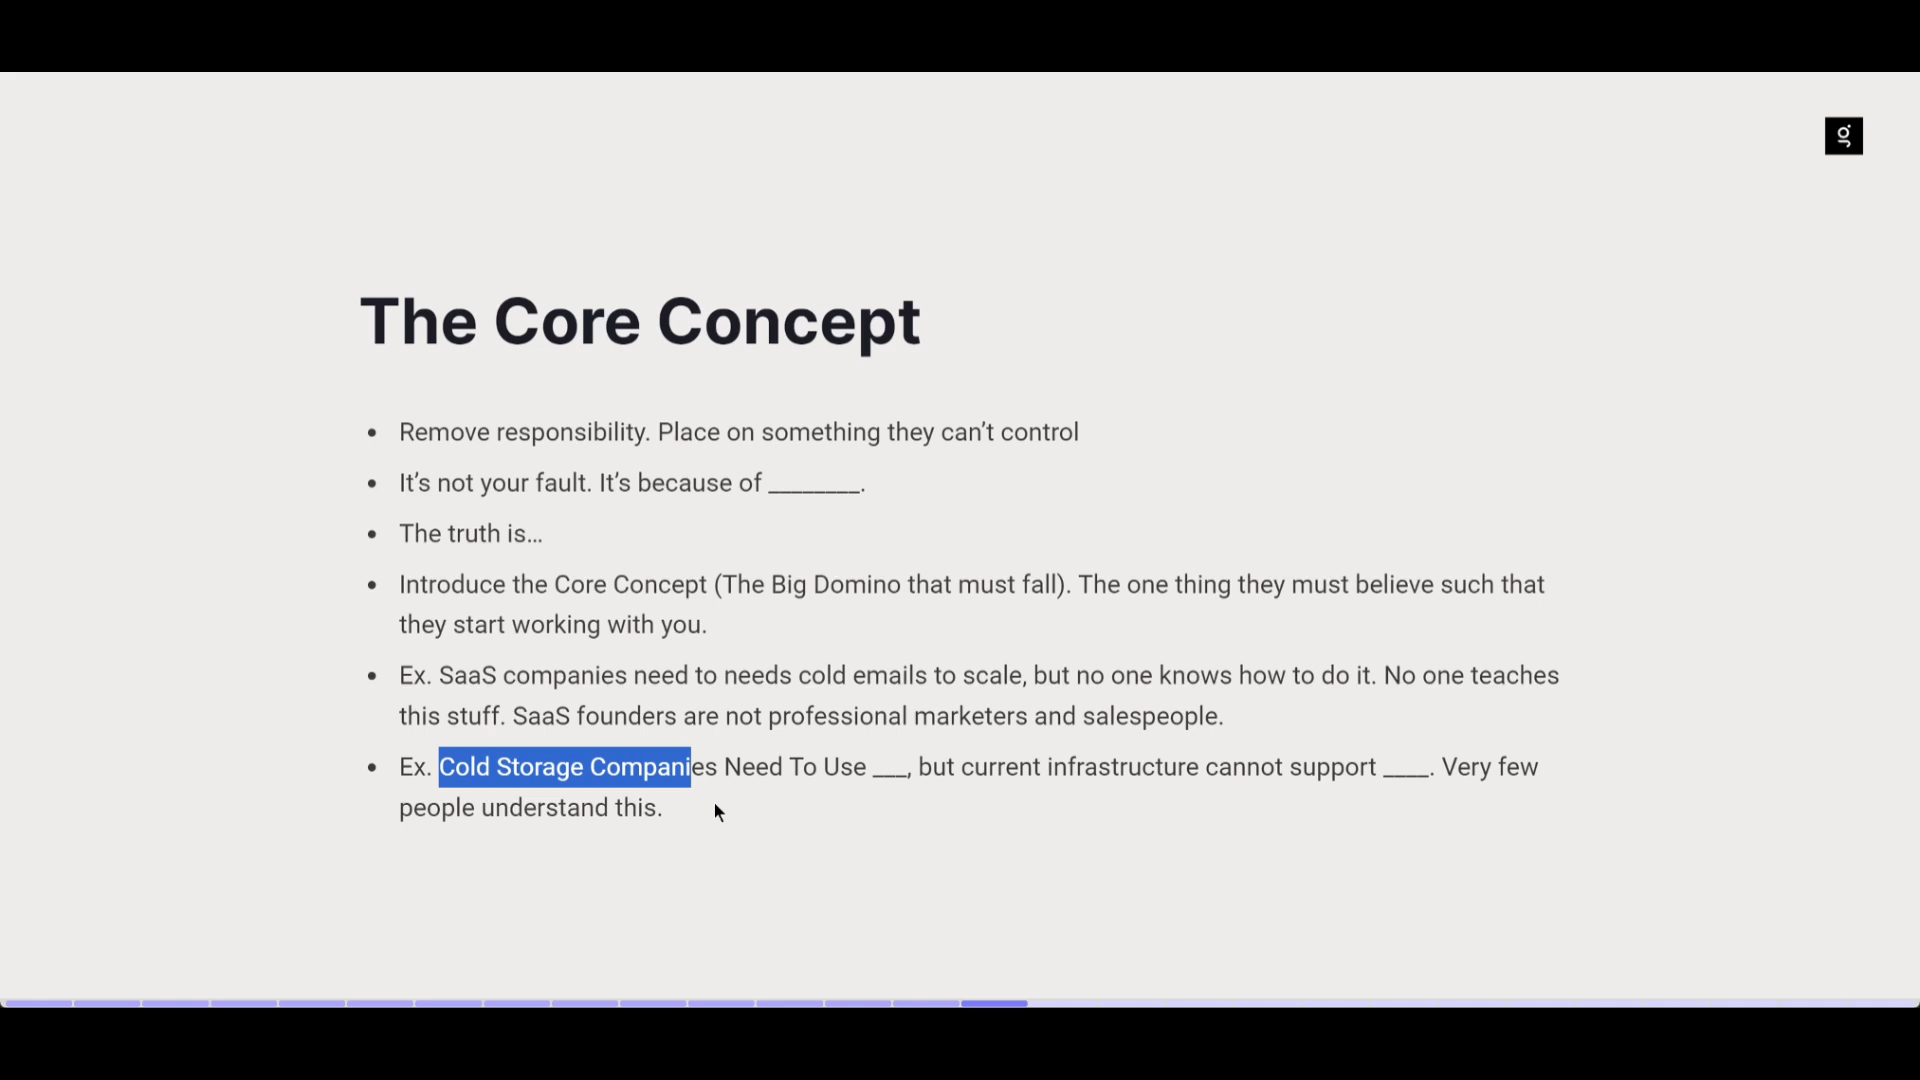 g
The Core Concept
• Remove responsibility. Place on something they can’t control
• It’s not your fault. It’s because of ________.
• The truth is…
• Introduce the Core Concept (The Big Domino that must fall). The one thing they must believe such that
they start working with you.
• Ex. SaaS companies need to needs cold emails to scale, but no one knows how to do it. No one teaches
this stuff. SaaS founders are not professional marketers and salespeople.
• Ex. Cold Storage Companies Need To Use ___, but current infrastructure cannot support ____. Very few
people understand this.